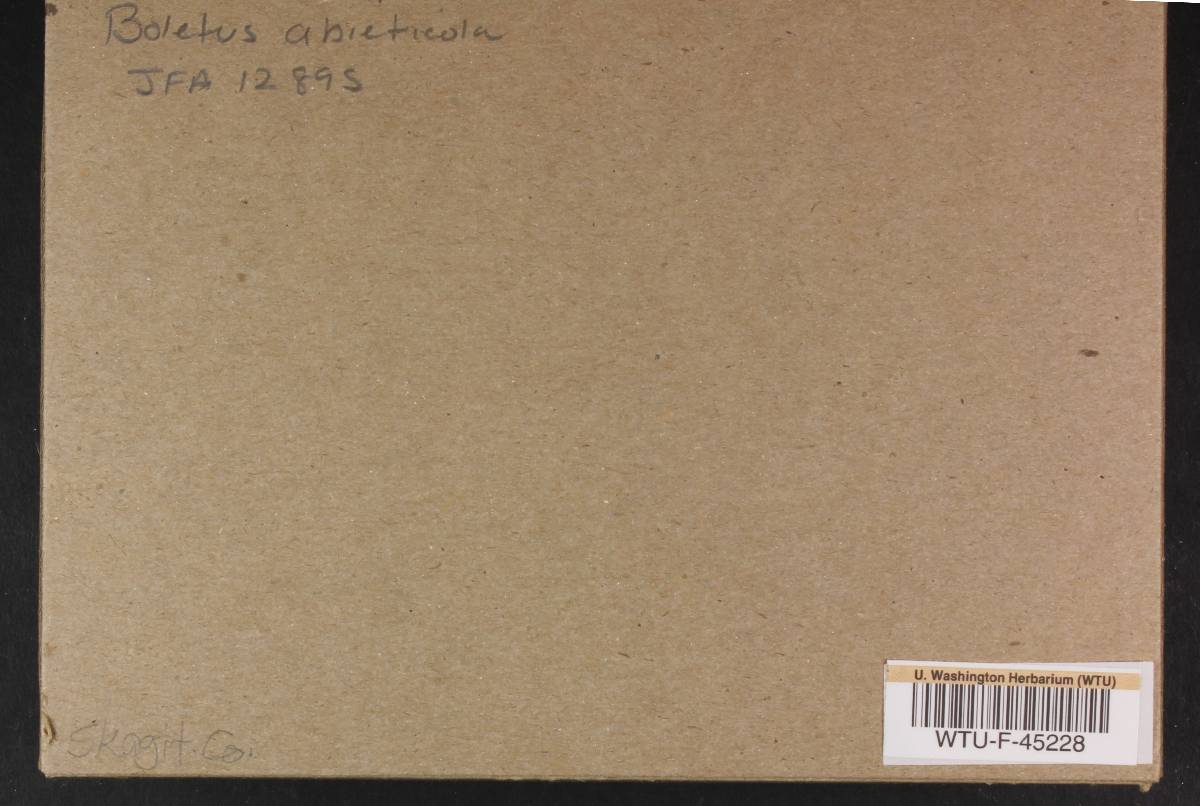 Boletus abieticola
JFA 12895
Skagit. Co.
U. Washington Herbarium (WTU)
WTU-F-45228